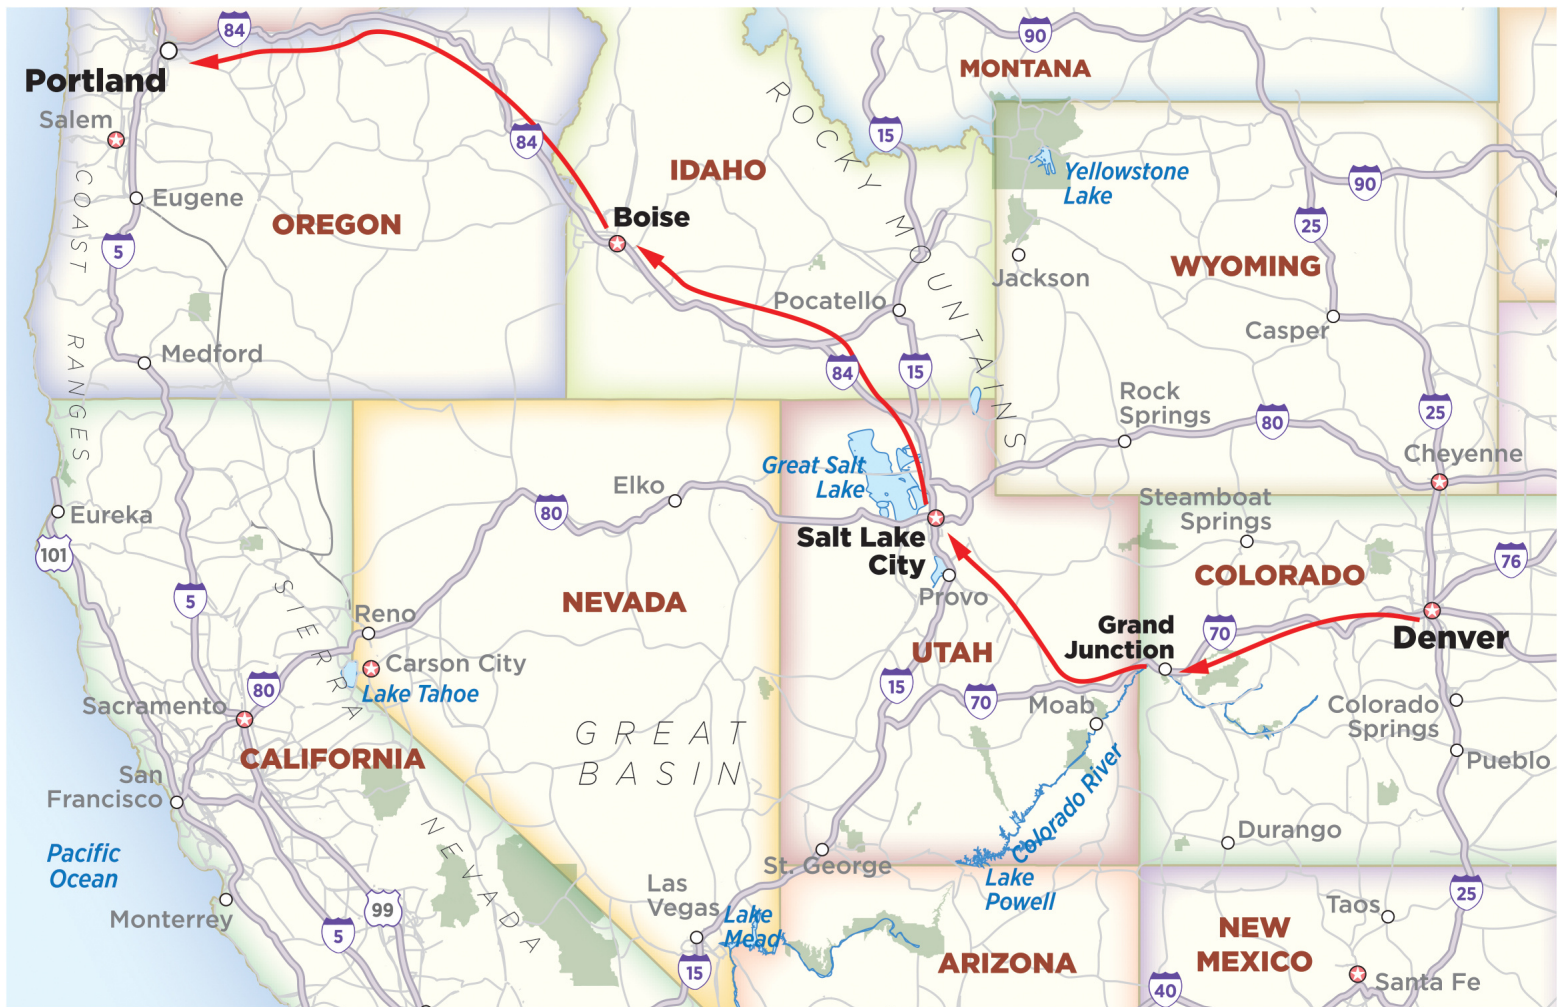 84
90
Portland
MONTANA
Salem
84
15
ROCKY MOUNTAINS
IDAHO
Yellowstone
Lake
90
COAST RANGES
Eugene
OREGON
Boise
25
5
WYOMING
Jackson
Pocatello
Casper
Medford
84
15
Rock
Springs
80
25
Cheyenne
Great Salt
Lake
Elko
80
Steamboat
Springs
Eureka
101
Salt Lake
City
76
COLORADO
5
SIERRA NEVADA
Reno
NEVADA
Provo
Grand
Junction
70
Denver
UTAH
Carson City
80
Lake Tahoe
15
70
Moab
Sacramento
Colorado
Springs
GREAT
BASIN
CALIFORNIA
Pueblo
San
Francisco
Colorado River
Durango
Pacific
Ocean
St. George
Lake
Powell
Las
Vegas
Lake
Mead
99
25
Monterrey
5
Taos
NEW
MEXICO
ARIZONA
15
40
Santa Fe